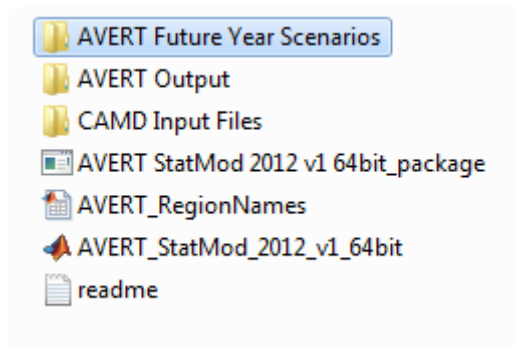 AVERT Future Year Scenarios
AVERT Output
CAMD Input Files
AVERT StatMod 2012 v1 64bit_package
AVERT_RegionNames
AVERT_StatMod_2012_v1_64bit
readme